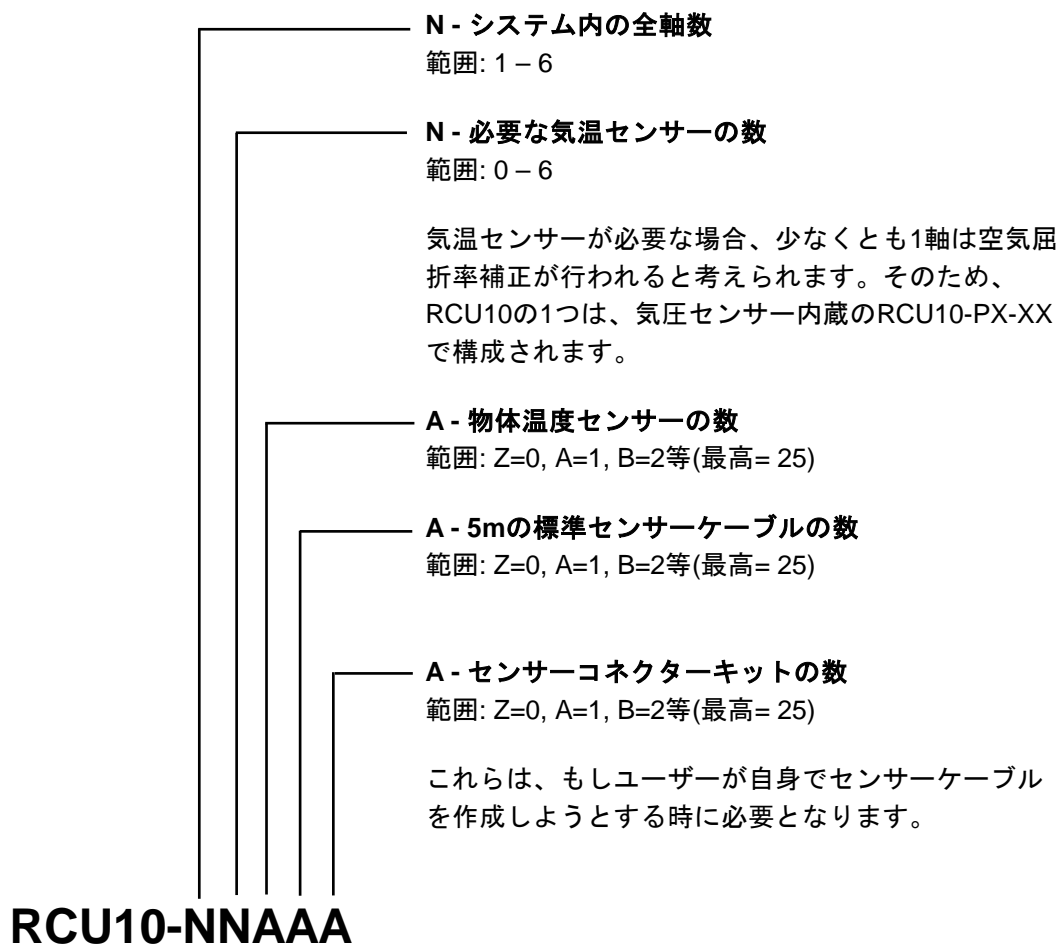 N - システム内の全軸数
範囲: 1 – 6
N - 必要な気温センサーの数
範囲: 0 – 6
気温センサーが必要な場合、少なくとも1軸は空気屈
折率補正が行われると考えられます。そのため、
RCU10の1つは、気圧センサー内蔵のRCU10-PX-XX
で構成されます。
A - 物体温度センサーの数
範囲: Z=0, A=1, B=2等(最高= 25)
A - 5mの標準センサーケーブルの数
範囲: Z=0, A=1, B=2等(最高= 25)
A - センサーコネクターキットの数
範囲: Z=0, A=1, B=2等(最高= 25)
これらは、もしユーザーが自身でセンサーケーブル
を作成しようとする時に必要となります。
RCU10-NNAAA